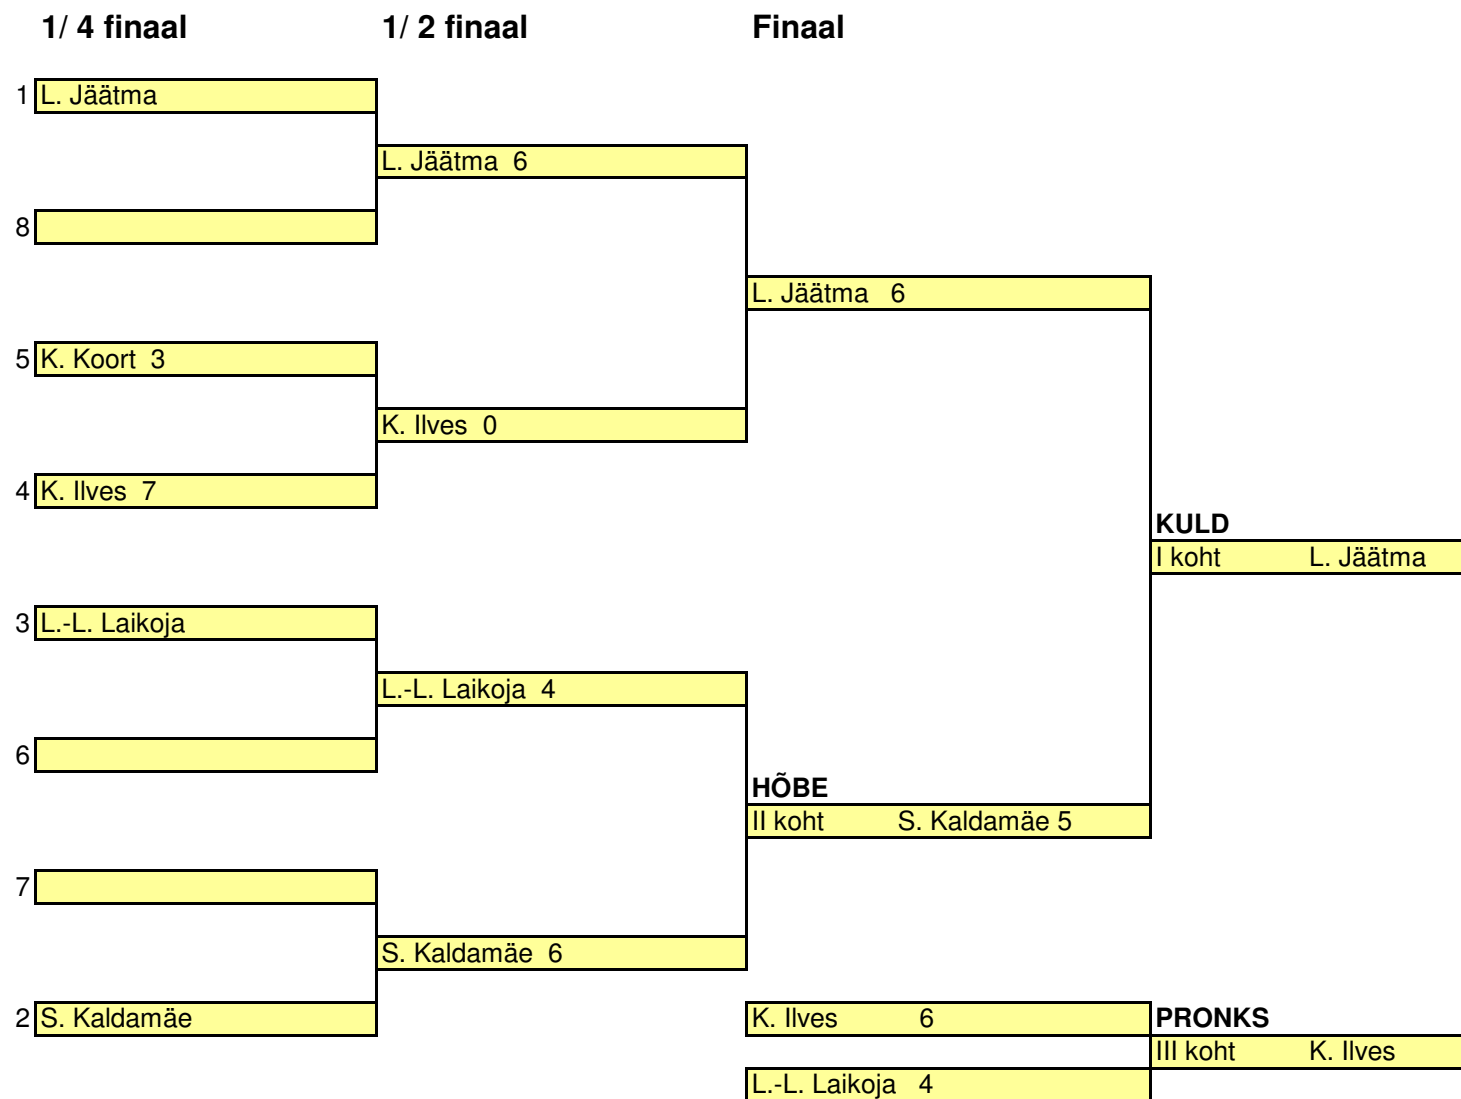 1/ 4 finaal 1/ 2 finaal Finaal
1 L. Jäätma
L. Jäätma 6
8
L. Jäätma 6
5 K. Koort 3
K. Ilves 0
4 K. Ilves 7
KULD
I koht L. Jäätma
3 L.-L. Laikoja
L.-L. Laikoja 4
6
HÕBE
II koht S. Kaldamäe 5
7
S. Kaldamäe 6
2 S. Kaldamäe K. Ilves 6 PRONKS
III koht K. Ilves
L.-L. Laikoja 4